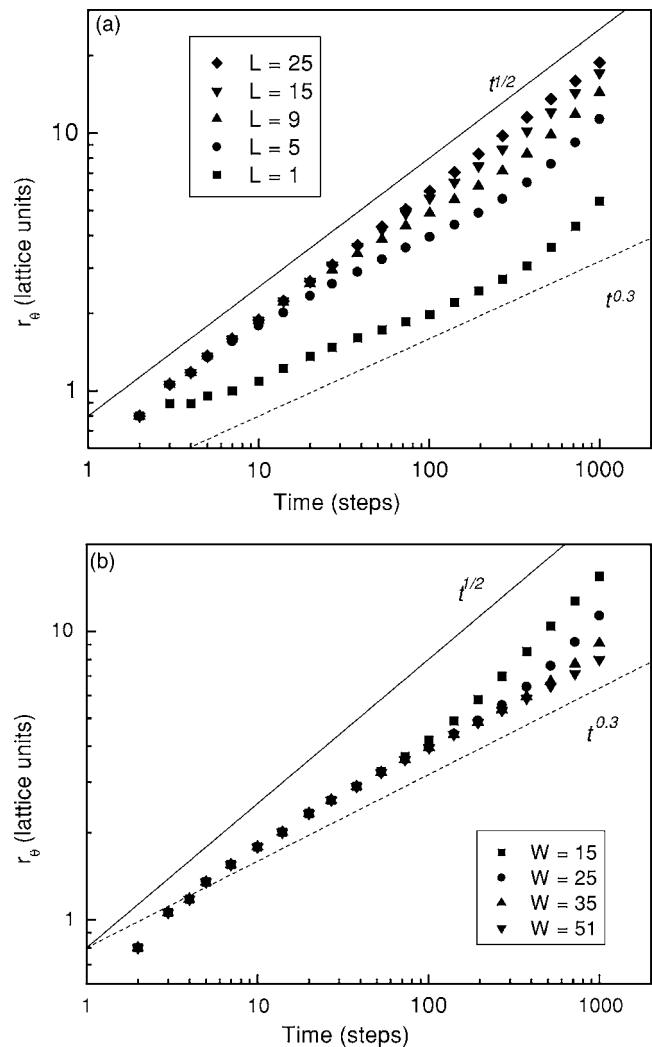 (a)
L = 25
L = 15
L = 9
L = 5
L = 1
t^{1/2}
t^{0.3}
10
1
r_θ (lattice units)
1
10
100
1000
Time (steps)
(b)
t^{1/2}
t^{0.3}
10
1
r_θ (lattice units)
W = 15
W = 25
W = 35
W = 51
1
10
100
1000
Time (steps)